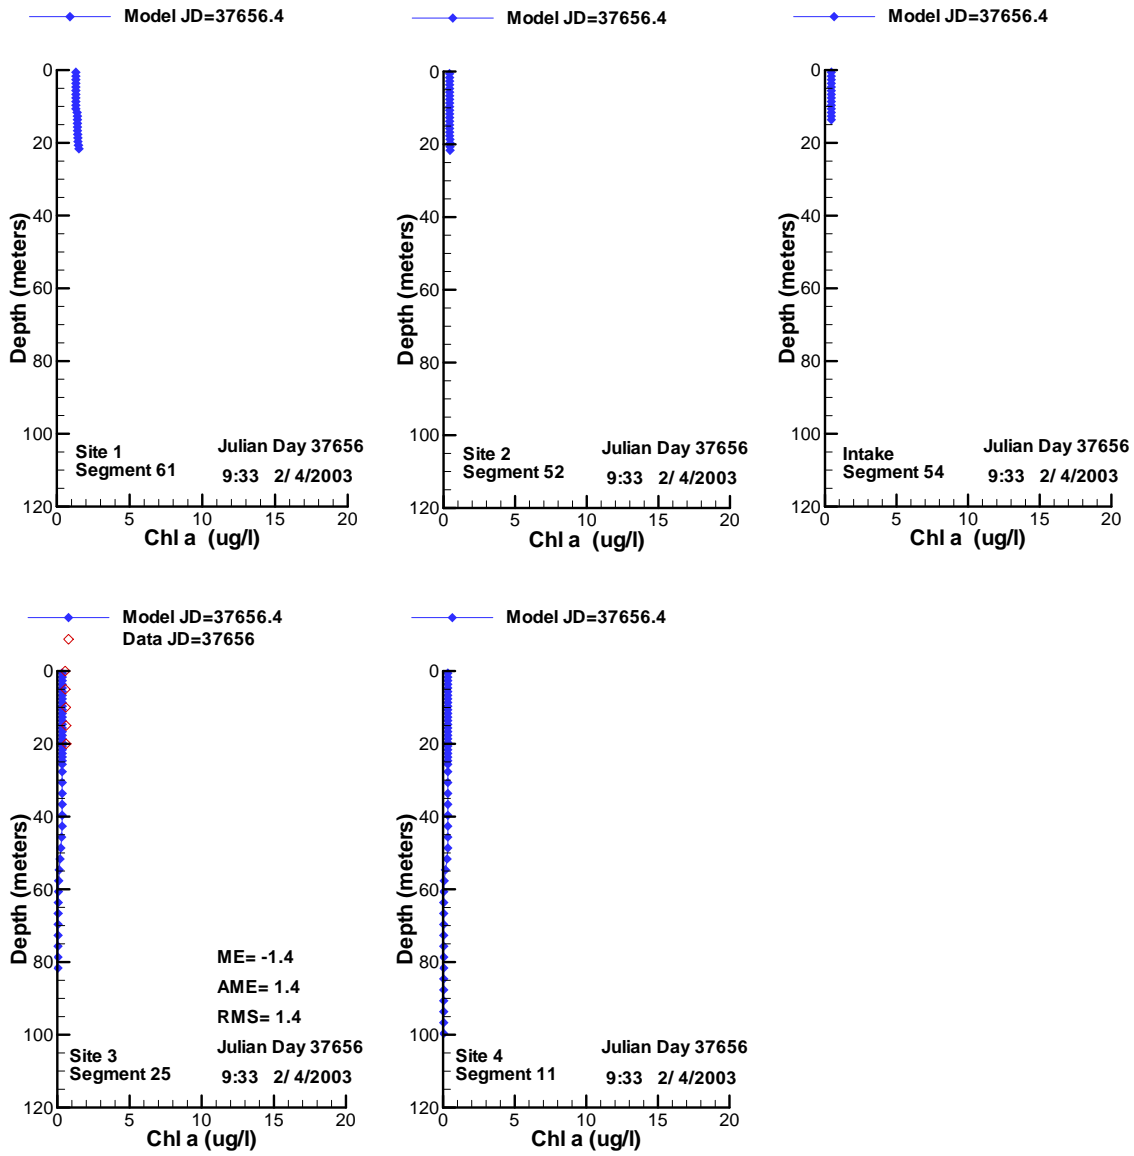 Model JD=37656.4
0
20
40
60
80
100
120
Depth (meters)
Site 1
Segment 61
Julian Day 37656
9:33 2/ 4/2003
0 5 10 15 20
Chl a (ug/l)
Model JD=37656.4
0
20
40
60
80
100
120
Depth (meters)
Site 2
Segment 52
Julian Day 37656
9:33 2/ 4/2003
0 5 10 15 20
Chl a (ug/l)
Model JD=37656.4
0
20
40
60
80
100
120
Depth (meters)
Intake
Segment 54
Julian Day 37656
9:33 2/ 4/2003
0 5 10 15 20
Chl a (ug/l)
Model JD=37656.4
Data JD=37656
0
20
40
60
80
100
120
Depth (meters)
ME= -1.4
AME= 1.4
RMS= 1.4
Site 3
Segment 25
Julian Day 37656
9:33 2/ 4/2003
0 5 10 15 20
Chl a (ug/l)
Model JD=37656.4
0
20
40
60
80
100
120
Depth (meters)
Site 4
Segment 11
Julian Day 37656
9:33 2/ 4/2003
0 5 10 15 20
Chl a (ug/l)